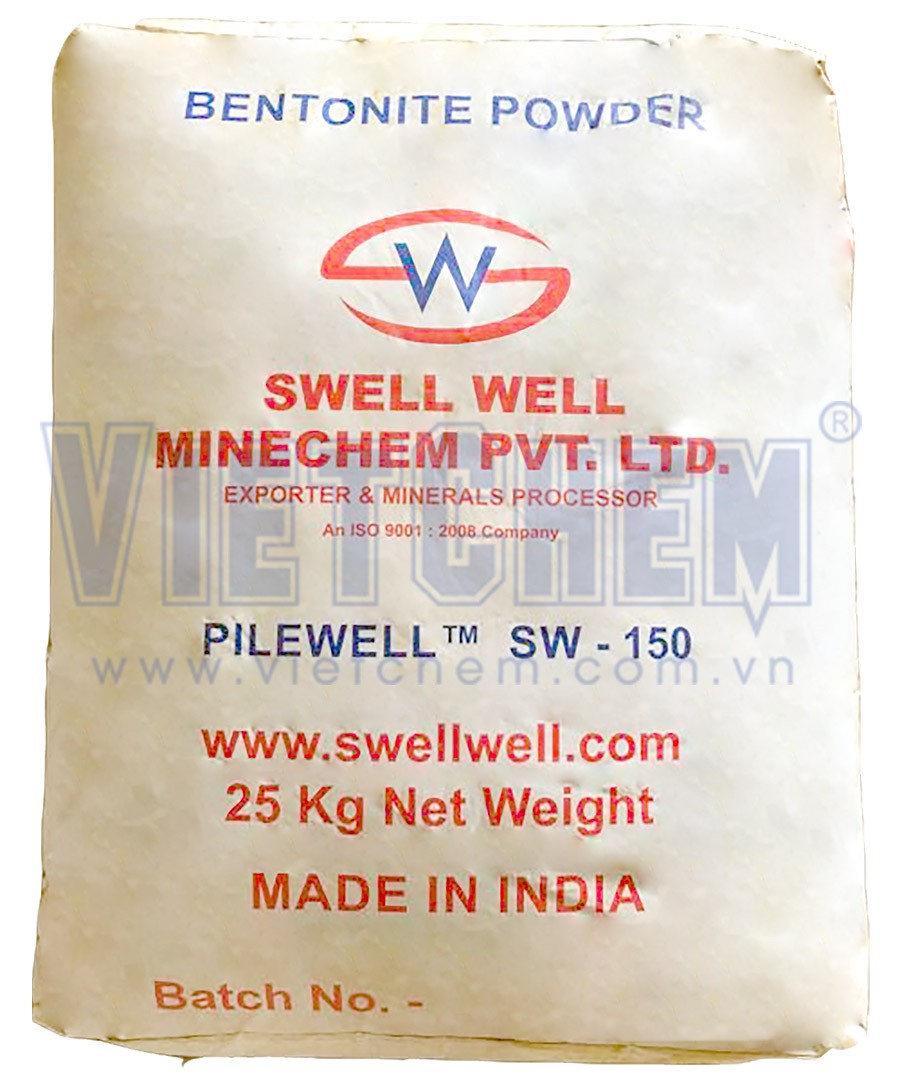 BENTONITE POWDER
SW
SWELL WELL
MINECHEM PVT. LTD.
EXPORTER & MINERALS PROCESSOR
An ISO 9001 : 2008 Company
VIETCHEM®
PILEWELL™ SW - 150
www.vietchem.com.vn
www.swellwell.com
25 Kg Net Weight
MADE IN INDIA
Batch No. -